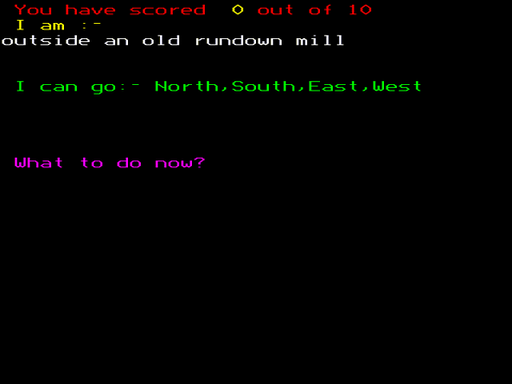 You have scored 0 out of 10
I am :-
outside an old rundown mill
I can go:- North,South,East,West
What to do now?